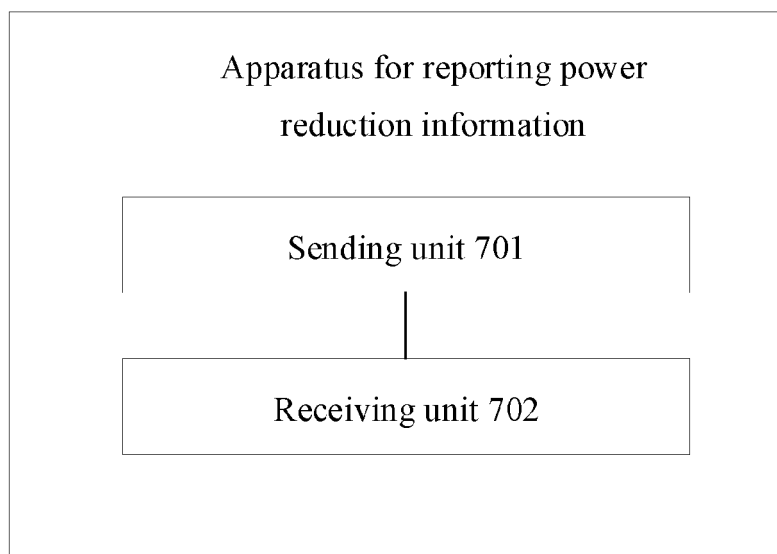 Apparatus for reporting power
reduction information
Sending unit 701
Receiving unit 702